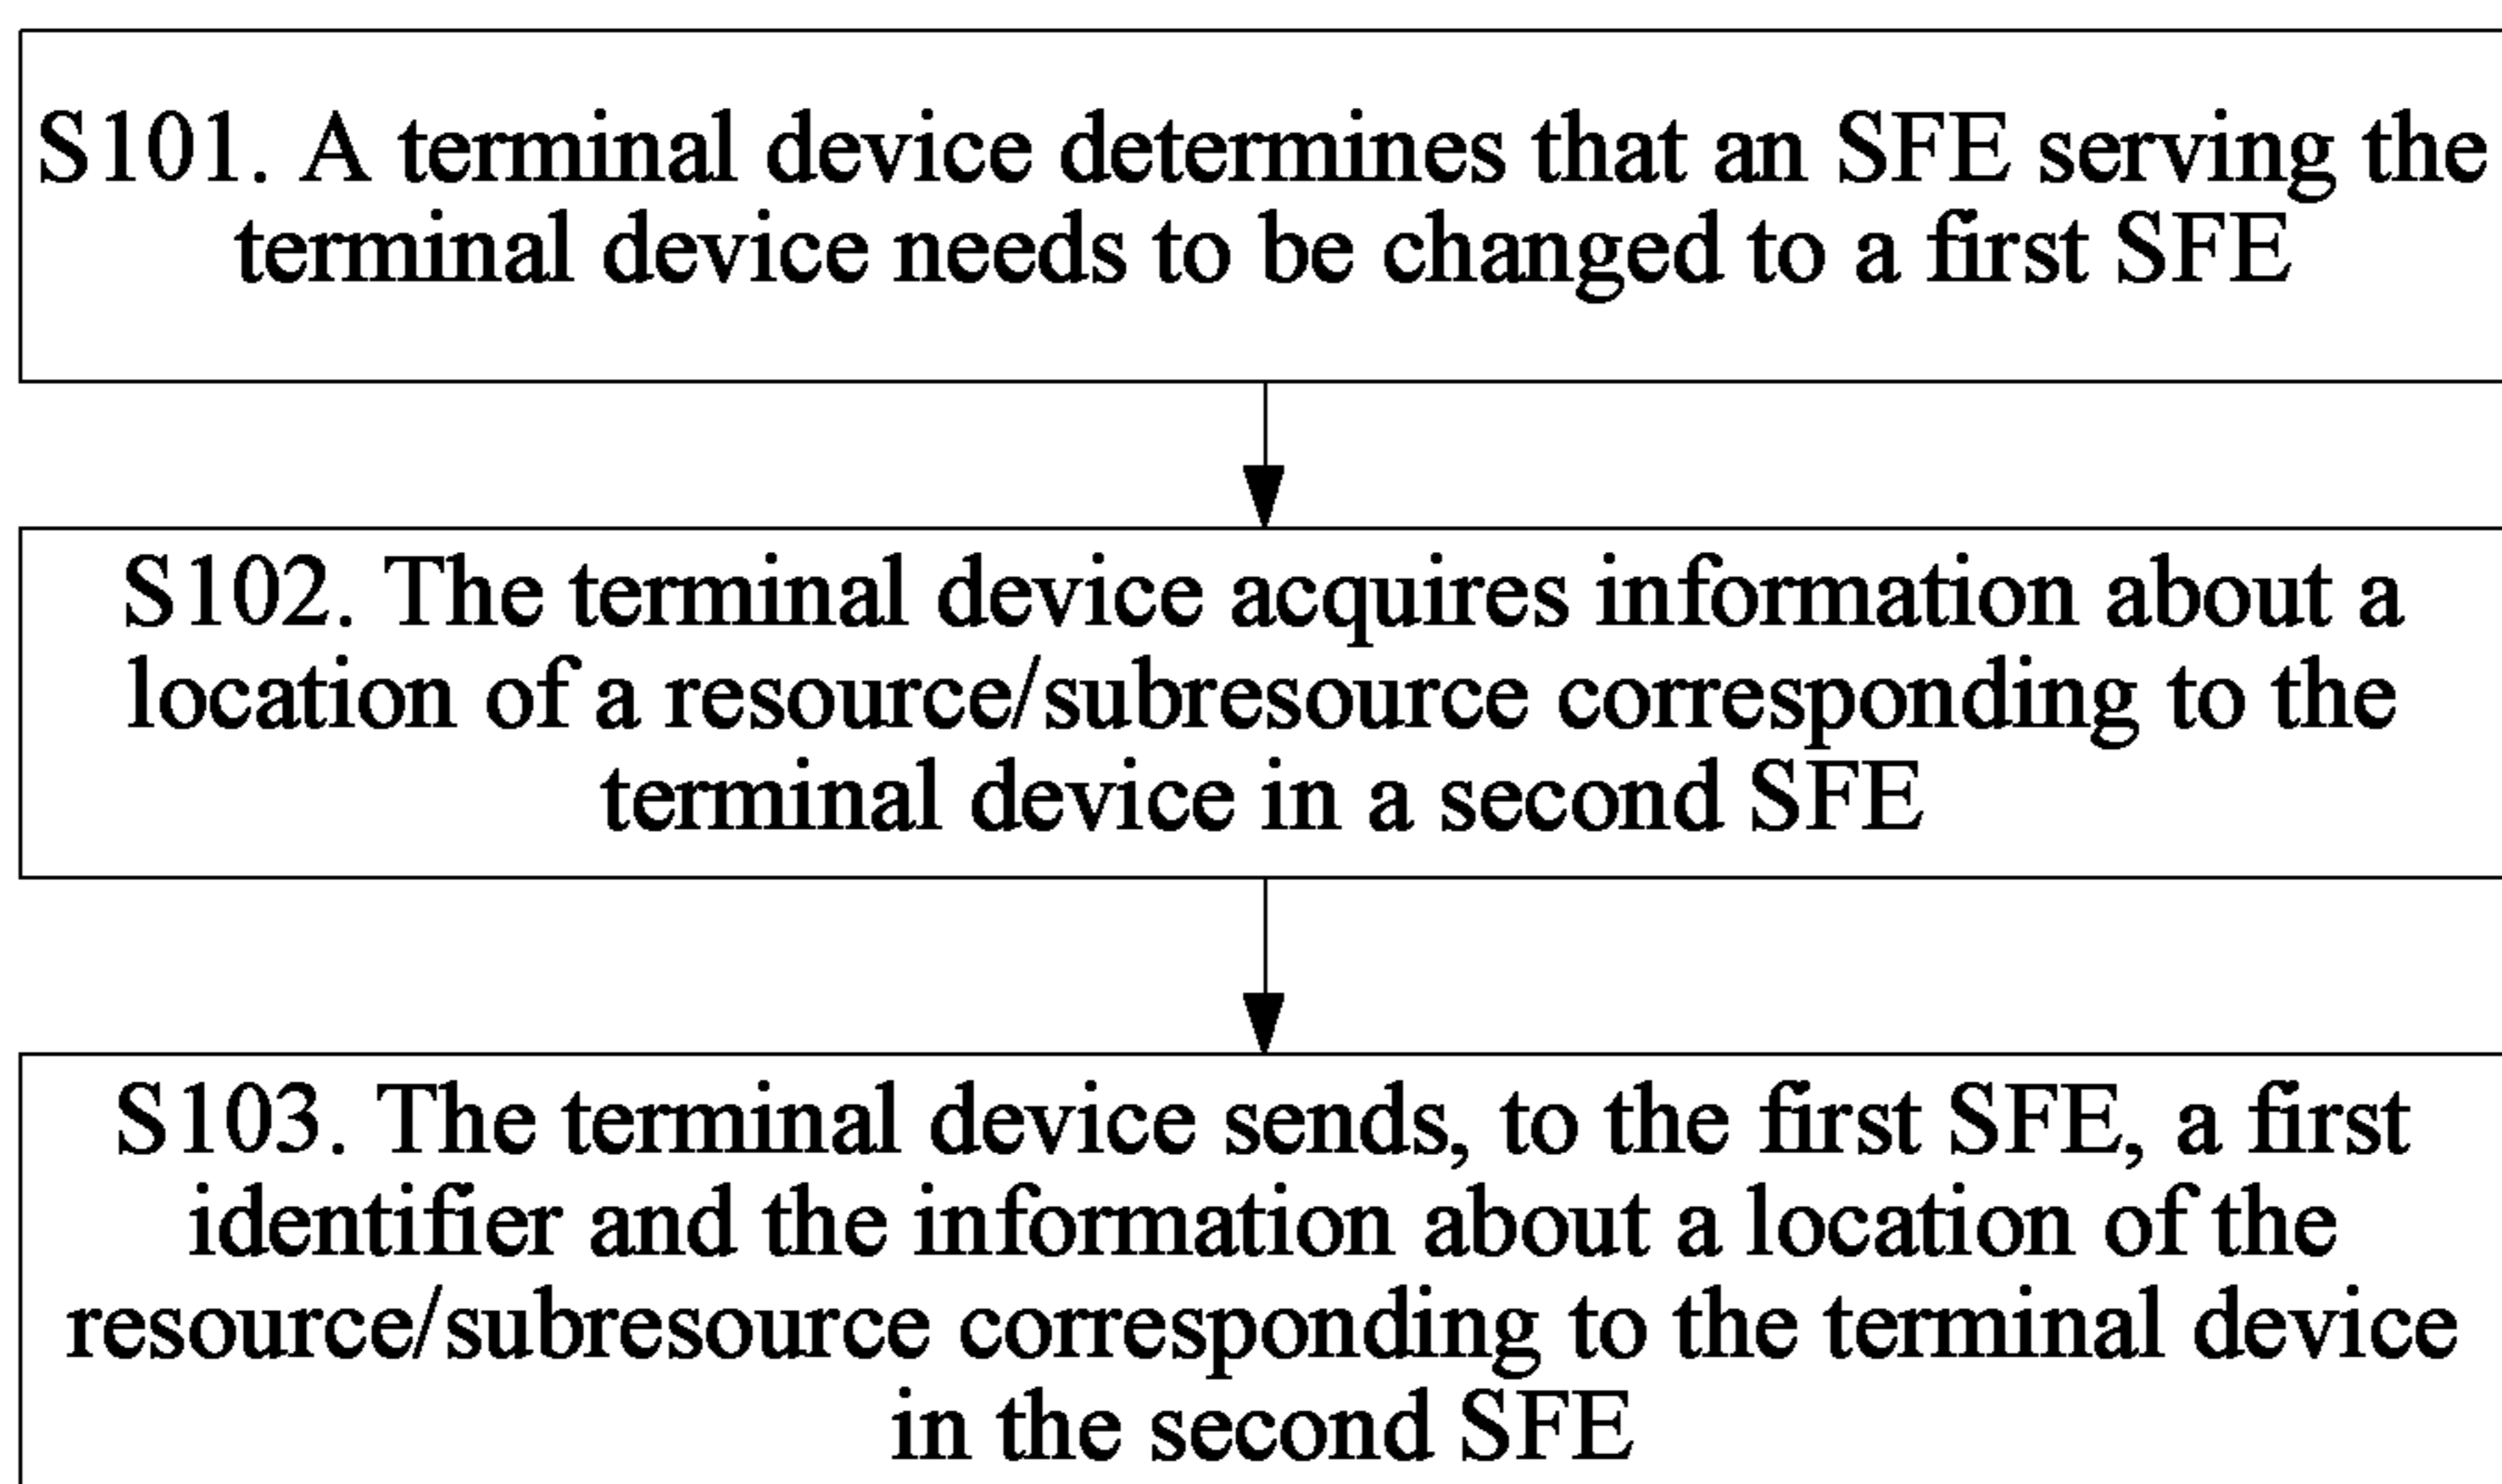 S101. A terminal device determines that an SFE serving the
terminal device needs to be changed to a first SFE
S102. The terminal device acquires information about a
location of a resource/subresource corresponding to the
terminal device in a second SFE
S103. The terminal device sends, to the first SFE, a first
identifier and the information about a location of the
resource/subresource corresponding to the terminal device
in the second SFE